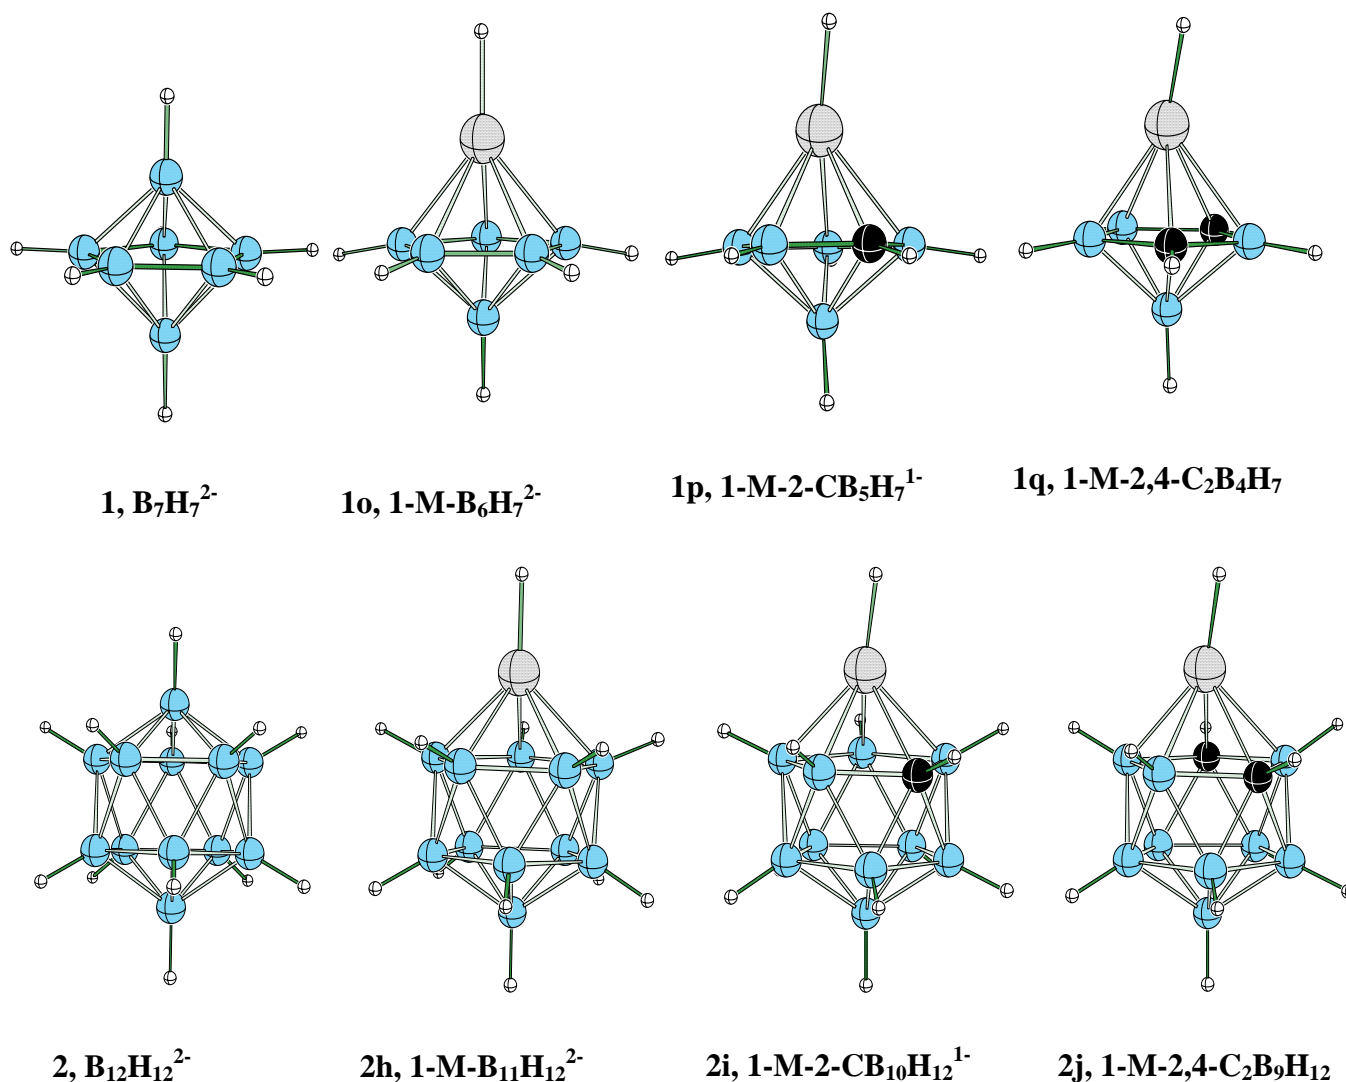 1, B₇H₇²⁻
1o, 1-M-B₆H₇²⁻
1p, 1-M-2-CB₅H₇¹⁻
1q, 1-M-2,4-C₂B₄H₇
2, B₁₂H₁₂²⁻
2h, 1-M-B₁₁H₁₂²⁻
2i, 1-M-2-CB₁₀H₁₂¹⁻
2j, 1-M-2,4-C₂B₉H₁₂